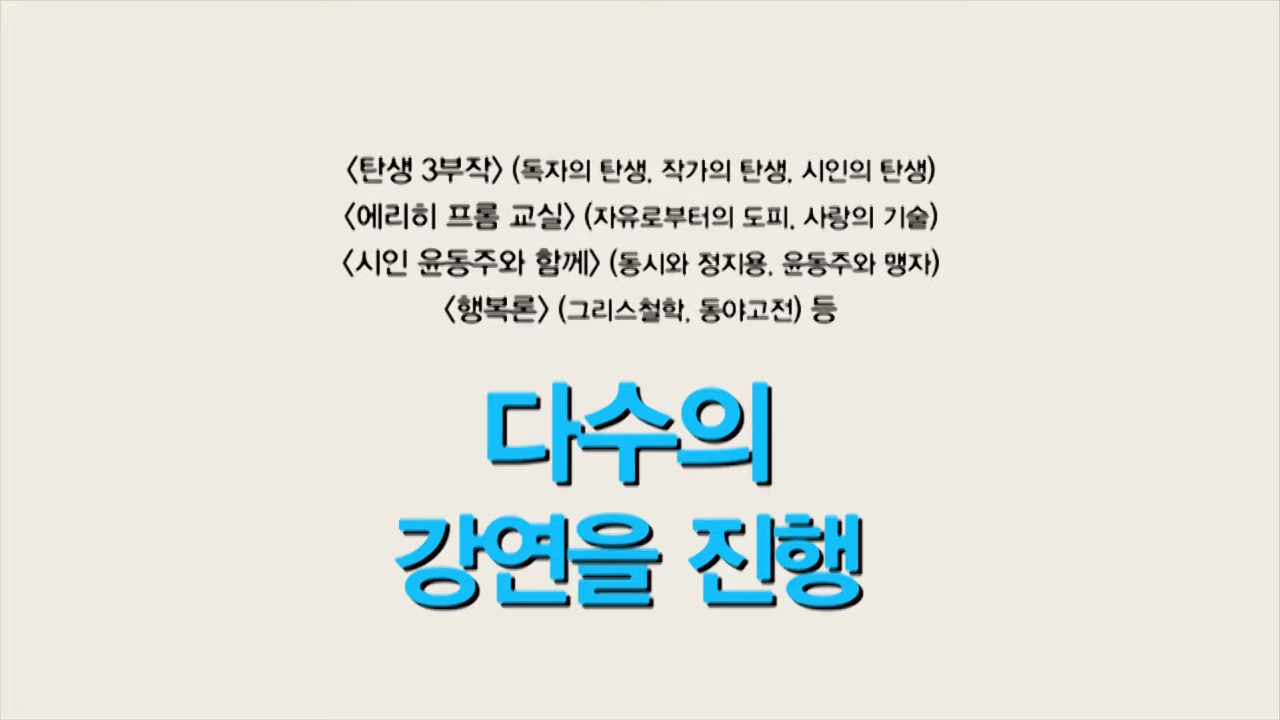 <탄생 3부작> (독자의 탄생, 작가의 탄생, 시인의 탄생)
<에리히 프롬 교실> (자유로부터의 도피, 사랑의 기술)
<시인 윤동주와 함께> (동시와 정지용, 윤동주와 맹자)
<행복론> (그리스철학, 동야고전) 등
다수의
강연을 진행